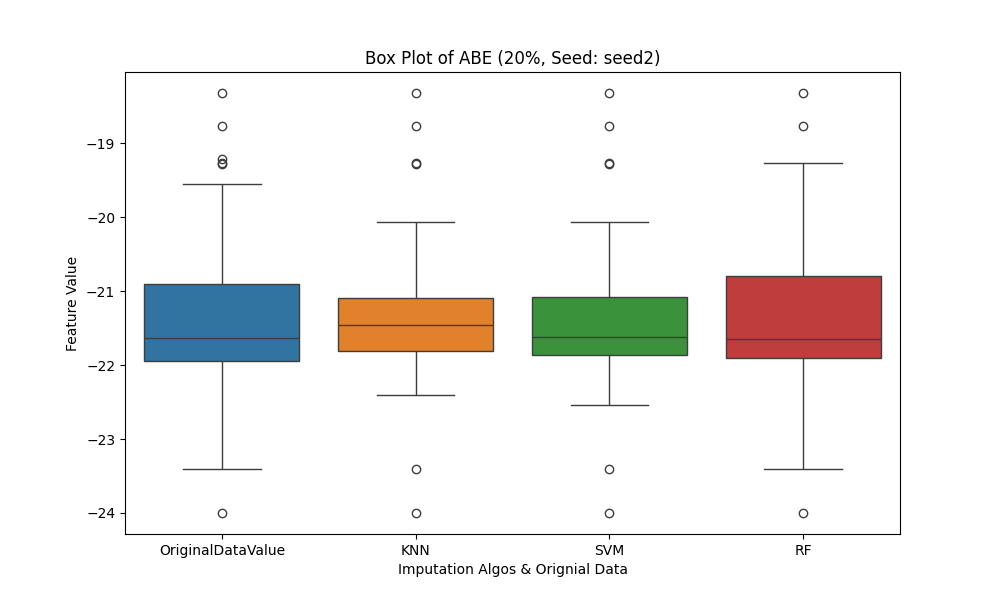 Box Plot of ABE (20%, Seed: seed2)
Feature Value
−19
−20
−21
−22
−23
−24
OriginalDataValue KNN SVM RF
Imputation Algos & Orignial Data